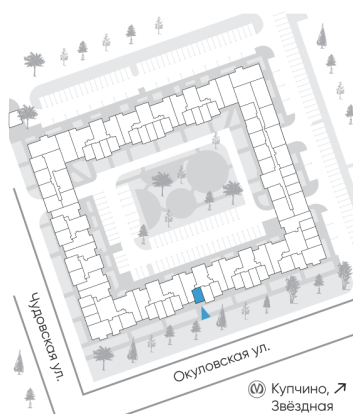 Чудовская ул.
Окуловская ул.
Купчино, ↗
Звёздная